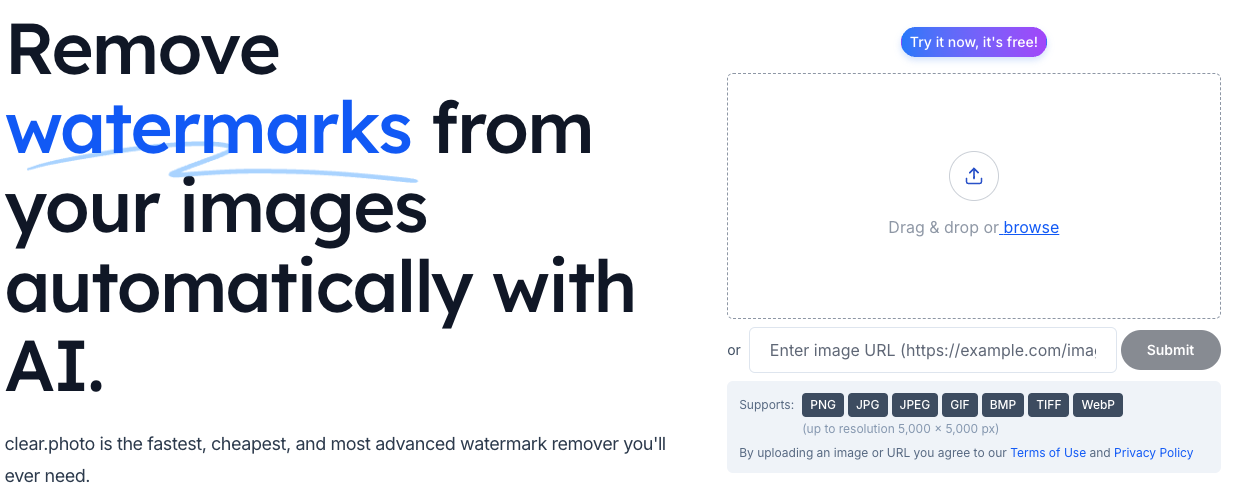 Remove
watermarks from
your images
automatically with
AI.
clear.photo is the fastest, cheapest, and most advanced watermark remover you'll
ever need.
Try it now, it's free!
Drag & drop or browse
or
Enter image URL (https://example.com/ima
Submit
Supports: PNG JPG JPEG GIF BMP TIFF WebP
(up to resolution 5,000 × 5,000 px)
By uploading an image or URL you agree to our Terms of Use and Privacy Policy